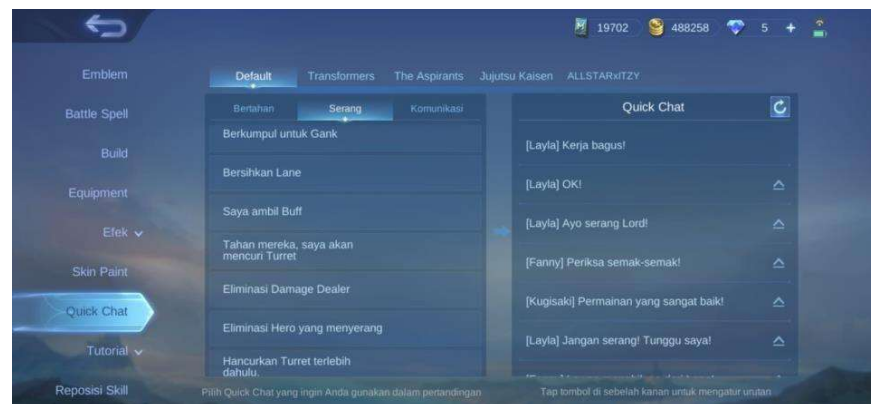 19702
488258
5 +
Emblem
Battle Spell
Build
Equipment
Efek
Skin Paint
Quick Chat
Tutorial
Reposisi Skill
Default
Transformers
The Aspirants
Jujutsu Kaisen
ALLSTARxITZY
Bertahan
Serang
Komunikasi
Berkumpul untuk Gank
Bersihkan Lane
Saya ambil Buff
Tahan mereka, saya akan
mencuri Turret
Eliminasi Damage Dealer
Eliminasi Hero yang menyerang
Hancurkan Turret terlebih
dahulu.
Pilih Quick Chat yang ingin Anda gunakan dalam pertandingan
Quick Chat
[Layla] Kerja bagus!
[Layla] OK!
[Layla] Ayo serang Lord!
[Fanny] Periksa semak-semak!
[Kugisaki] Permainan yang sangat baik!
[Layla] Jangan serang! Tunggu saya!
Tap tombol di sebelah kanan untuk mengatur urutan